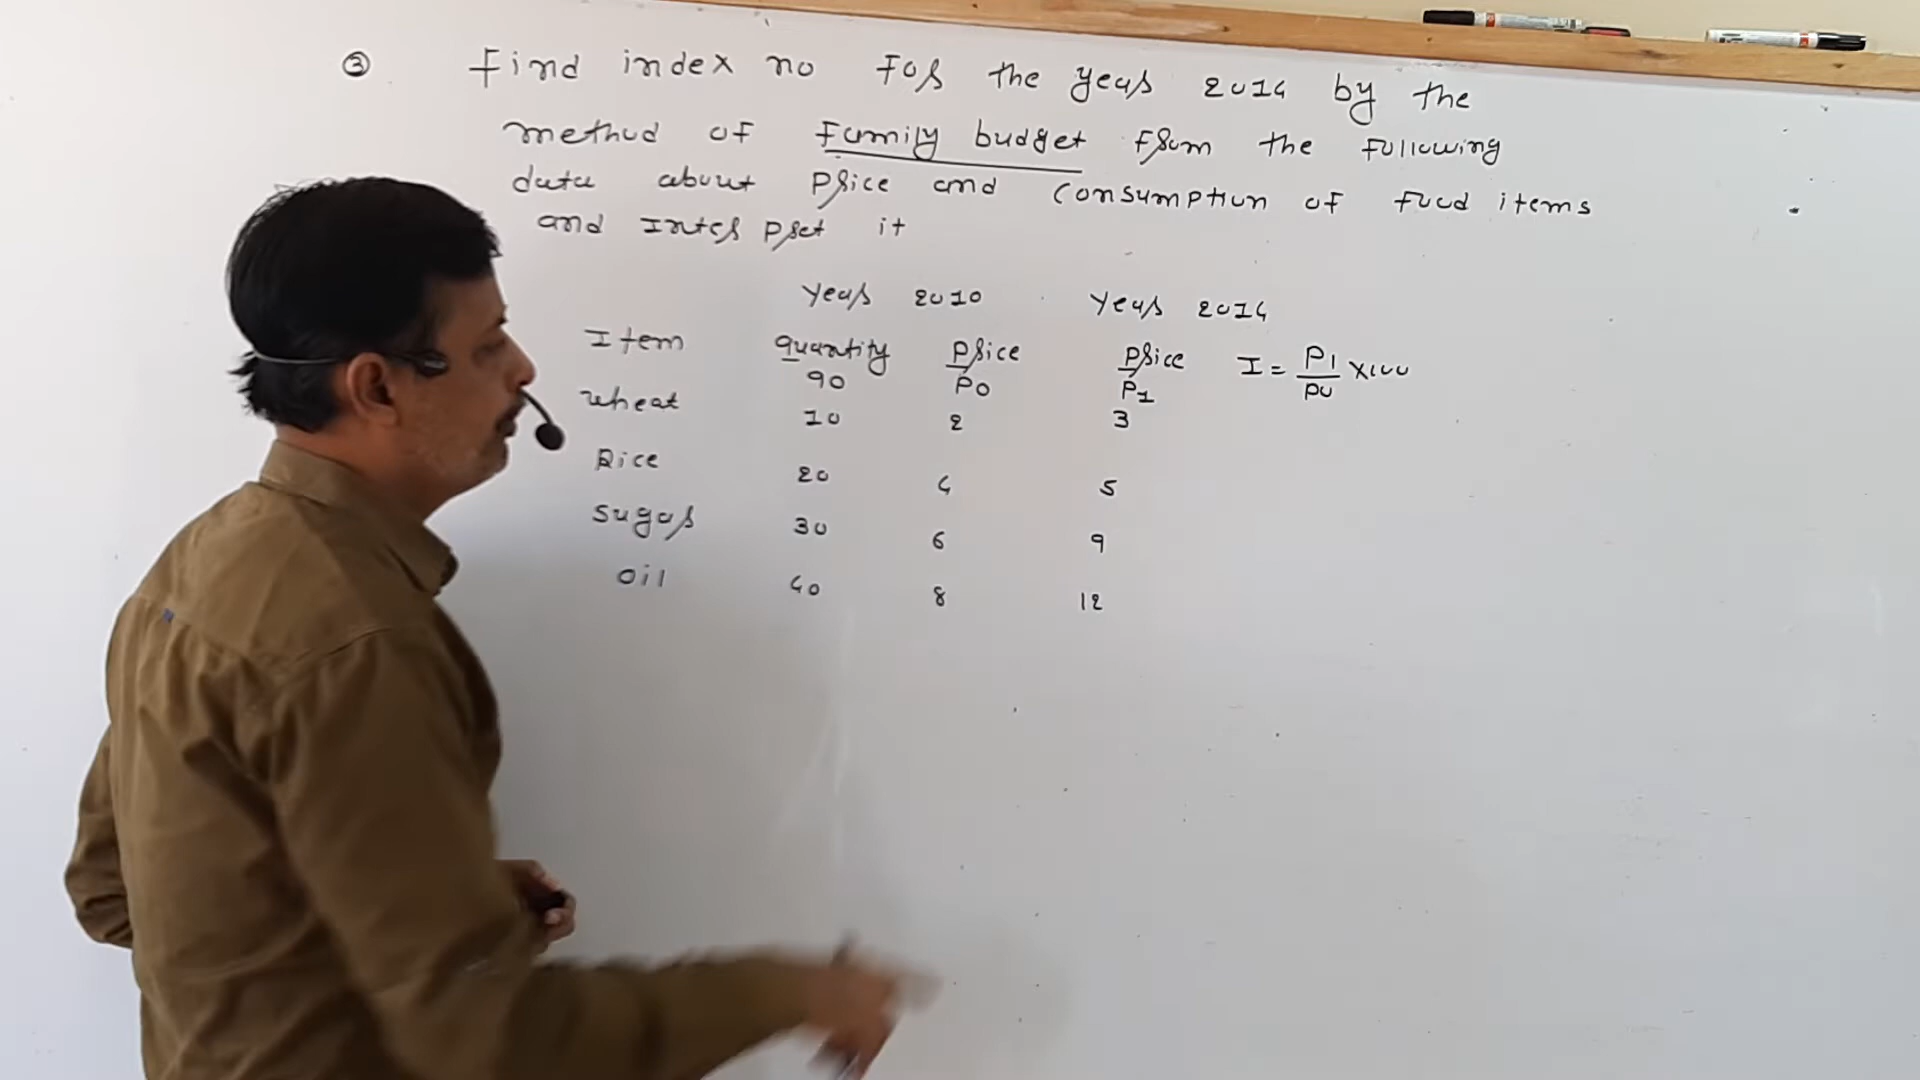 ③ Find index no For the year 2014 by the
method of Family budget From the Following
data about Price and Consumption of Food items
and Interpret it
Year 2010 Year 2014
Item quantity Price Price I = P1/P0 × 100
q0 P0 P1
wheat 10 2 3
Rice 20 4 5
Sugar 30 6 9
Oil 40 8 12